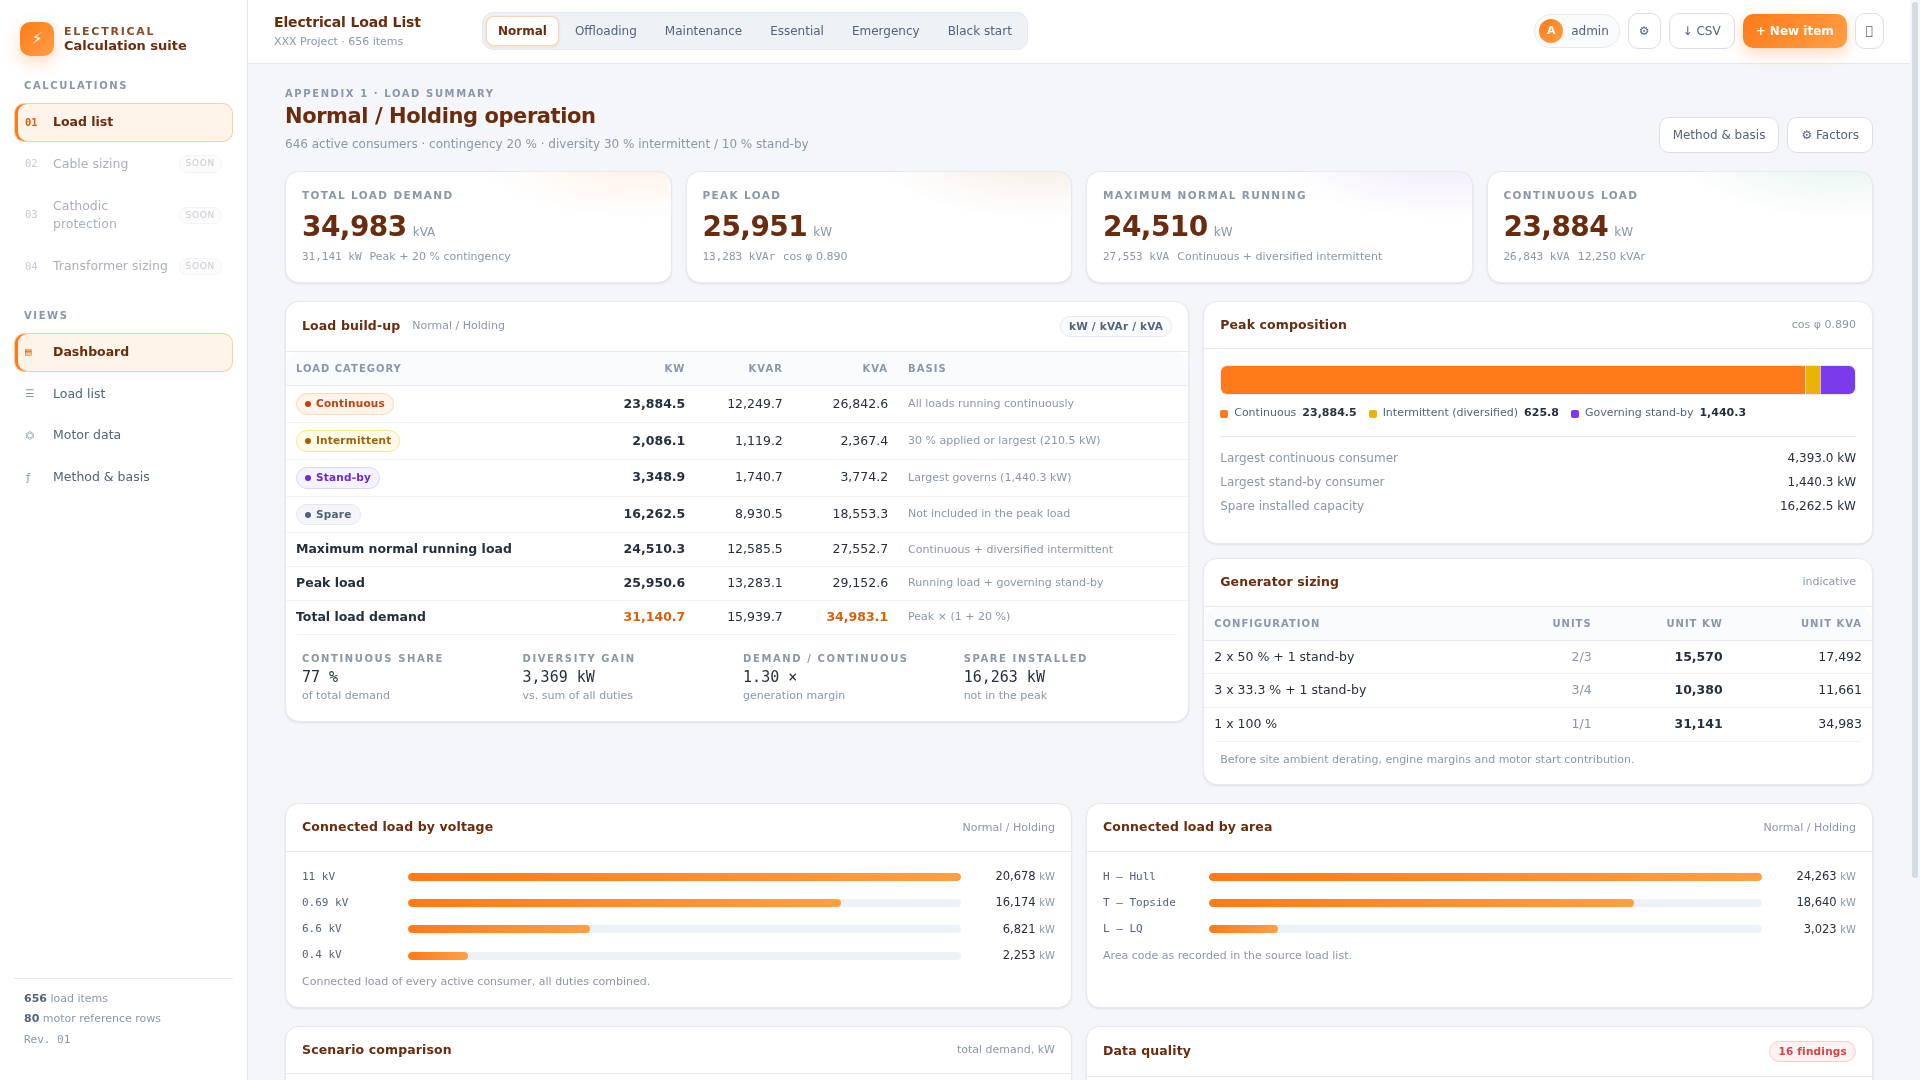 ELECTRICAL
Calculation suite
CALCULATIONS
01 Load list
02 Cable sizing SOON
03 Cathodic protection SOON
04 Transformer sizing SOON
VIEWS
Dashboard
Load list
Motor data
ƒ Method & basis
656 load items
80 motor reference rows
Rev. 01
Electrical Load List
XXX Project · 656 items
Normal Offloading Maintenance Essential Emergency Black start
A admin
↓ CSV
+ New item
APPENDIX 1 · LOAD SUMMARY
Normal / Holding operation
646 active consumers · contingency 20 % · diversity 30 % intermittent / 10 % stand-by
Method & basis
⚙ Factors
TOTAL LOAD DEMAND
34,983 kVA
31,141 kW Peak + 20 % contingency
PEAK LOAD
25,951 kW
13,283 kVAr cos φ 0.890
MAXIMUM NORMAL RUNNING
24,510 kW
27,553 kVA Continuous + diversified intermittent
CONTINUOUS LOAD
23,884 kW
26,843 kVA 12,250 kVAr
Load build-up Normal / Holding kW / kVAr / kVA
LOAD CATEGORY KW KVAR KVA BASIS
Continuous 23,884.5 12,249.7 26,842.6 All loads running continuously
Intermittent 2,086.1 1,119.2 2,367.4 30 % applied or largest (210.5 kW)
Stand-by 3,348.9 1,740.7 3,774.2 Largest governs (1,440.3 kW)
Spare 16,262.5 8,930.5 18,553.3 Not included in the peak load
Maximum normal running load 24,510.3 12,585.5 27,552.7 Continuous + diversified intermittent
Peak load 25,950.6 13,283.1 29,152.6 Running load + governing stand-by
Total load demand 31,140.7 15,939.7 34,983.1 Peak × (1 + 20 %)
CONTINUOUS SHARE
77 %
of total demand
DIVERSITY GAIN
3,369 kW
vs. sum of all duties
DEMAND / CONTINUOUS
1.30 ×
generation margin
SPARE INSTALLED
16,263 kW
not in the peak
Peak composition cos φ 0.890
Continuous 23,884.5 Intermittent (diversified) 625.8 Governing stand-by 1,440.3
Largest continuous consumer 4,393.0 kW
Largest stand-by consumer 1,440.3 kW
Spare installed capacity 16,262.5 kW
Generator sizing indicative
CONFIGURATION UNITS UNIT KW UNIT KVA
2 x 50 % + 1 stand-by 2/3 15,570 17,492
3 x 33.3 % + 1 stand-by 3/4 10,380 11,661
1 x 100 % 1/1 31,141 34,983
Before site ambient derating, engine margins and motor start contribution.
Connected load by voltage Normal / Holding
11 kV 20,678 kW
0.69 kV 16,174 kW
6.6 kV 6,821 kW
0.4 kV 2,253 kW
Connected load of every active consumer, all duties combined.
Connected load by area Normal / Holding
H — Hull 24,263 kW
T — Topside 18,640 kW
L — LQ 3,023 kW
Area code as recorded in the source load list.
Scenario comparison total demand, kW
Data quality 16 findings